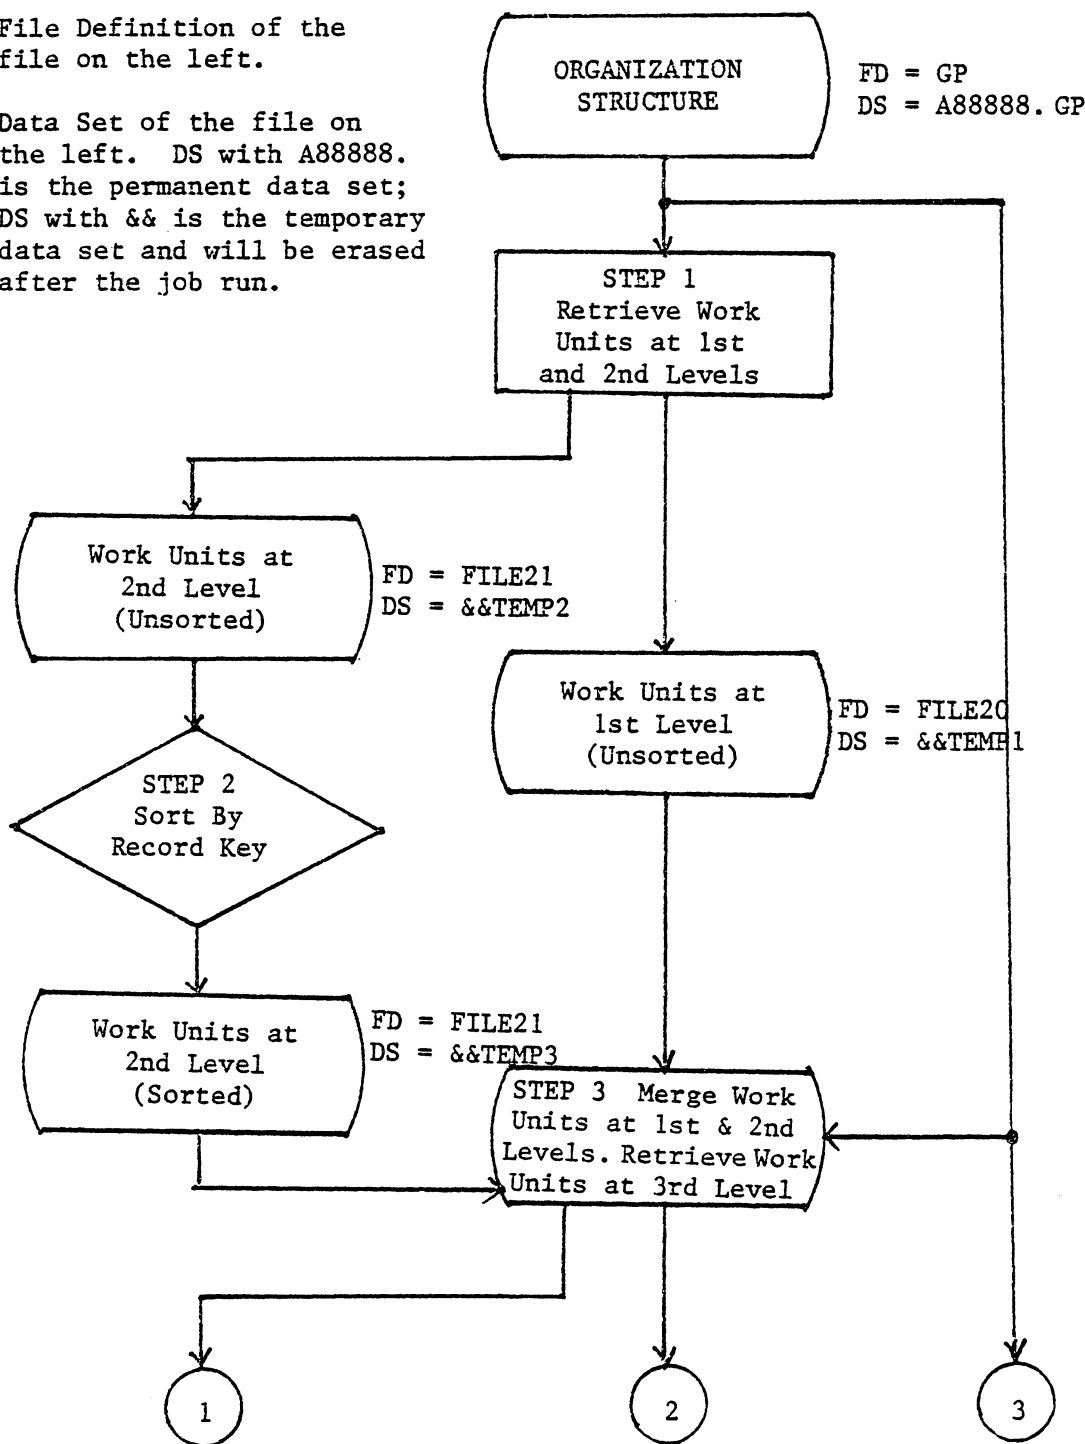 File Definition of the
file on the left.
Data Set of the file on
the left. DS with A88888.
is the permanent data set;
DS with && is the temporary
data set and will be erased
after the job run.
ORGANIZATION
STRUCTURE
FD = GP
DS = A88888.GP
STEP 1
Retrieve Work
Units at 1st
and 2nd Levels
Work Units at
2nd Level
(Unsorted)
FD = FILE21
DS = &&TEMP2
Work Units at
1st Level
(Unsorted)
FD = FILE20
DS = &&TEMP1
STEP 2
Sort By
Record Key
Work Units at
2nd Level
(Sorted)
FD = FILE21
DS = &&TEMP3
STEP 3 Merge Work
Units at 1st & 2nd
Levels. Retrieve Work
Units at 3rd Level
1
2
3